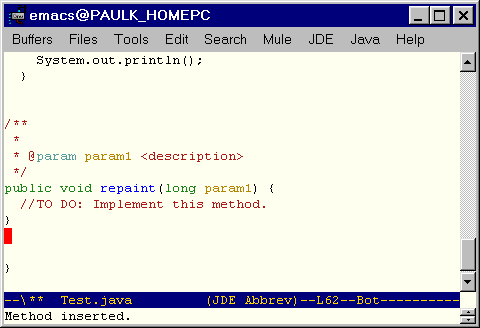 emacs@PAULK_HOMEPC
Buffers Files Tools Edit Search Mule JDE Java Help
    System.out.println();
  }
/**
 *
 * @param param1 <description>
 */
public void repaint(long param1) {
  //TO DO: Implement this method.
}
}
--\** Test.java (JDE Abbrev)--L62--Bot----------
Method inserted.